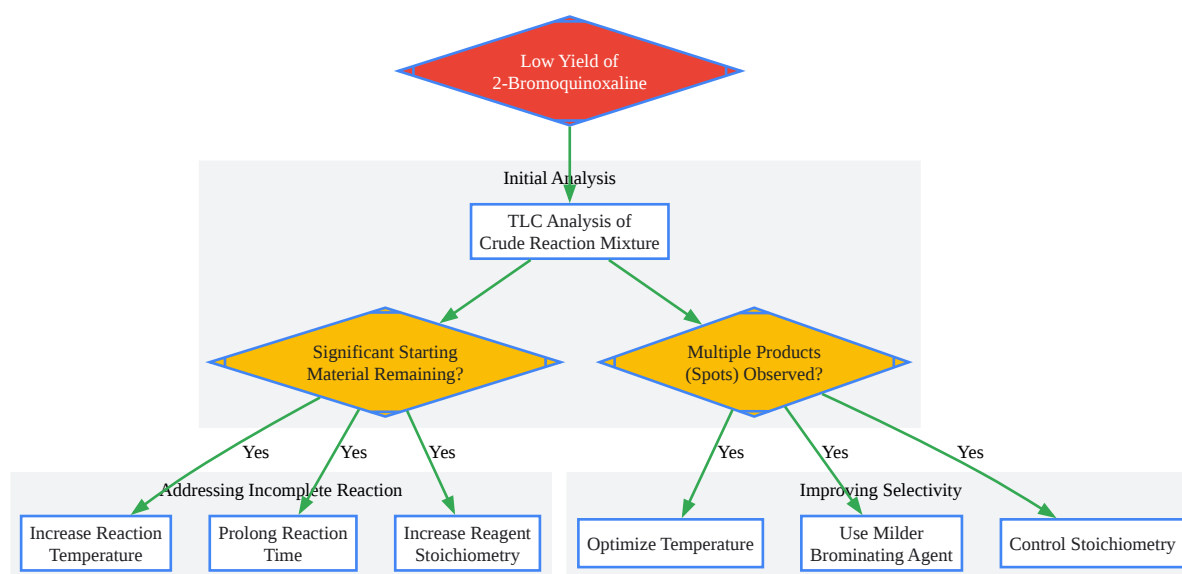 Low Yield of
2-Bromoquinoxaline
Initial Analysis
TLC Analysis of
Crude Reaction Mixture
Significant Starting
Material Remaining?
Multiple Products
(Spots) Observed?
Yes
Yes
Yes
Yes
Yes
Yes
Addressing Incomplete Reaction
Improving Selectivity
Increase Reaction
Temperature
Prolong Reaction
Time
Increase Reagent
Stoichiometry
Optimize Temperature
Use Milder
Brominating Agent
Control Stoichiometry